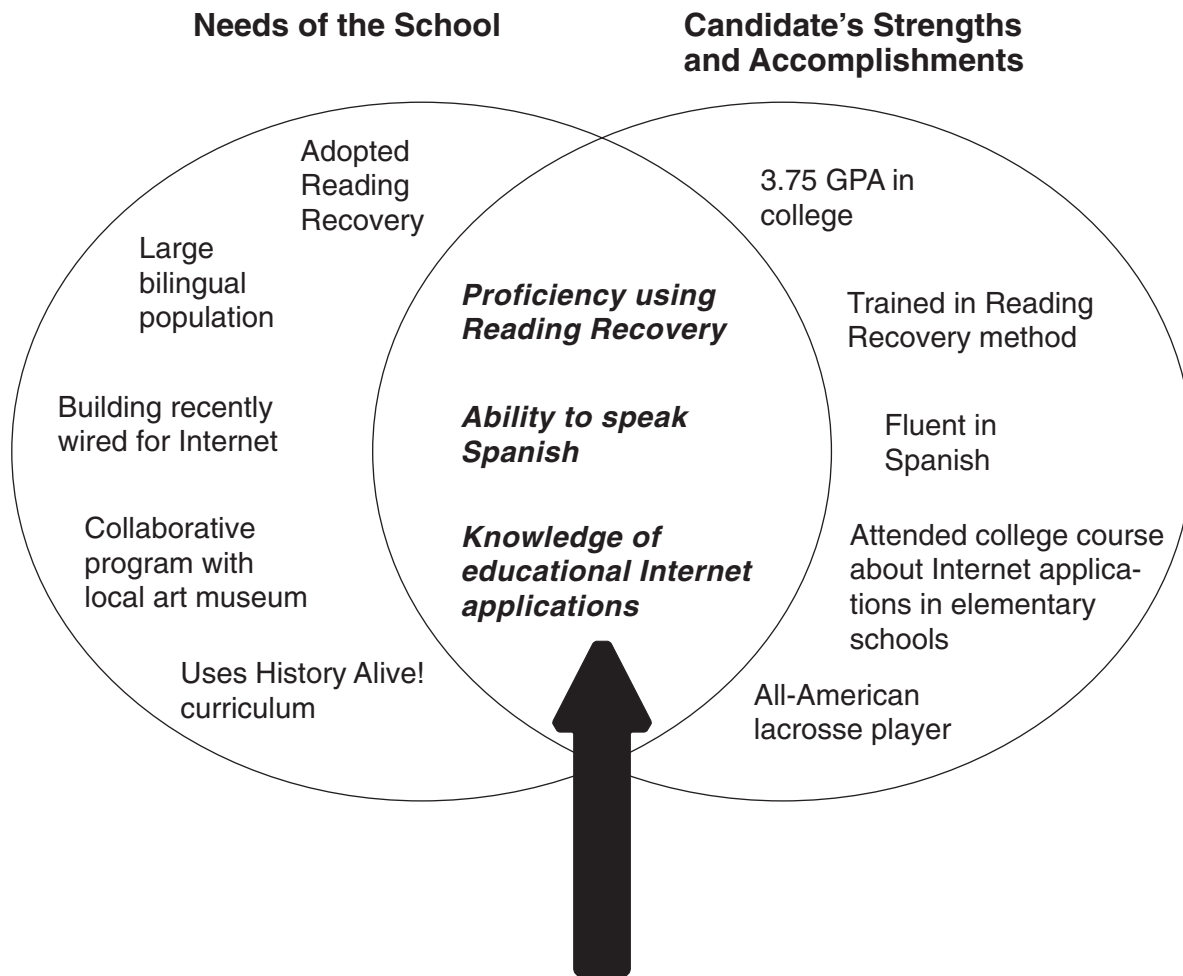 Needs of the School
Candidate's Strengths
and Accomplishments
Adopted
Reading
Recovery
Large
bilingual
population
Building recently
wired for Internet
Collaborative
program with
local art museum
Uses History Alive!
curriculum
Proficiency using
Reading Recovery
Ability to speak
Spanish
Knowledge of
educational Internet
applications
3.75 GPA in
college
Trained in Reading
Recovery method
Fluent in
Spanish
Attended college course
about Internet applica-
tions in elementary
schools
All-American
lacrosse player